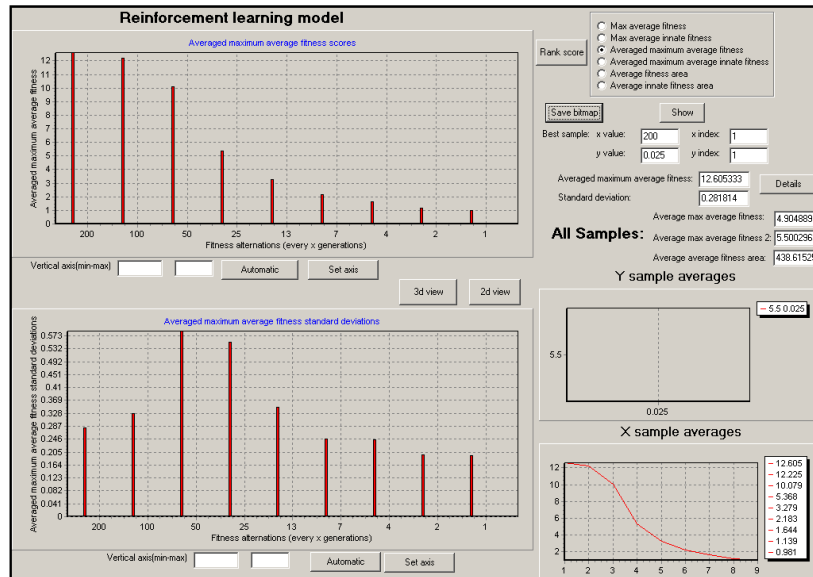 Reinforcement learning model
Averaged maximum average fitness scores
Averaged maximum average fitness
12
11
10
9
8
7
6
5
4
3
2
1
0
200 100 50 25 13 7 4 2 1
Fitness alternations (every x generations)
Vertical axis(min-max)
Automatic
Set axis
3d view
2d view
Averaged maximum average fitness standard deviations
Averaged maximum average fitness standard deviations
0.573
0.532
0.492
0.451
0.41
0.369
0.328
0.287
0.246
0.205
0.164
0.123
0.082
0.041
200 100 50 25 13 7 4 2 1
Fitness alternations (every x generations)
Vertical axis(min-max)
Automatic
Set axis
Rank score
Max average fitness
Max average innate fitness
Averaged maximum average fitness
Averaged maximum average innate fitness
Average fitness area
Average innate fitness area
Save bitmap
Show
Best sample: x value: 200 x index: 1
y value: 0.025 y index: 1
Averaged maximum average fitness: 12.605333
Standard deviation: 0.281814
Details
All Samples:
Average max average fitness: 4.904889
Average max average fitness 2: 5.500296
Average average fitness area: 438.61525
Y sample averages
5.5 0.025
5.5
0.025
X sample averages
12
10
8
6
4
2
1 2 3 4 5 6 7 8 9
12.605
12.225
10.079
5.368
3.279
2.183
1.644
1.139
0.981